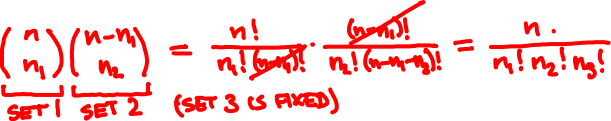 (n n₁) (n-n₁ n₂) = n! / n₁! (n-n₁)! · (n-n₁)! / n₂! (n-n₁-n₂)! = n. / n₁! n₂! n₃!
SET 1 SET 2 (SET 3 IS FIXED)